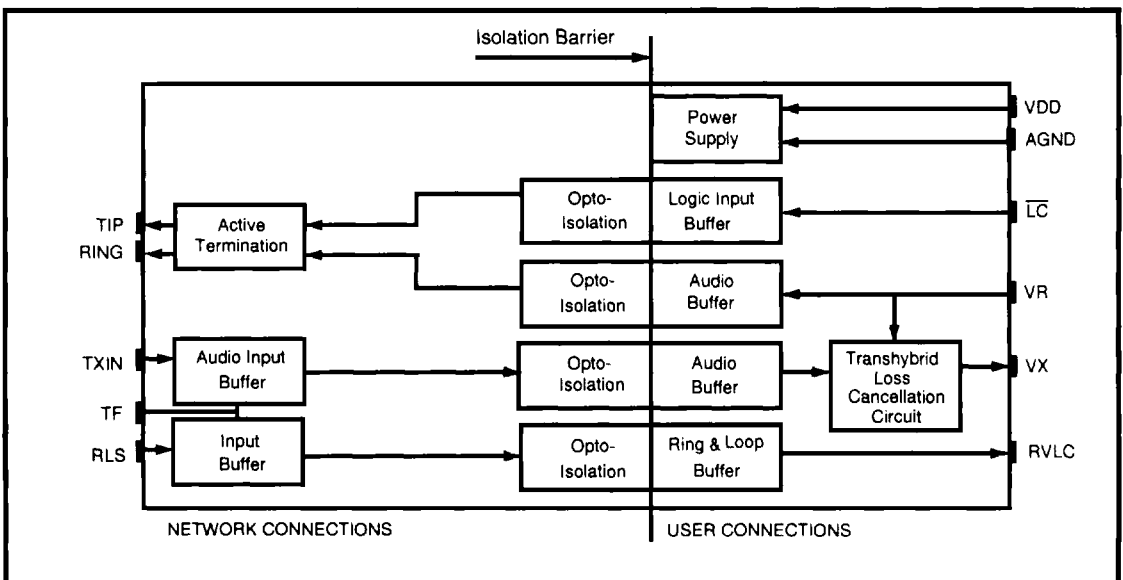 Isolation Barrier
Power
Supply
VDD
AGND
TIP
RING
Active
Termination
Opto-
Isolation
Logic Input
Buffer
L̅C̅
Opto-
Isolation
Audio
Buffer
VR
TXIN
Audio Input
Buffer
Opto-
Isolation
Audio
Buffer
Transhybrid
Loss
Cancellation
Circuit
VX
TF
RLS
Input
Buffer
Opto-
Isolation
Ring & Loop
Buffer
RVLC
NETWORK CONNECTIONS
USER CONNECTIONS